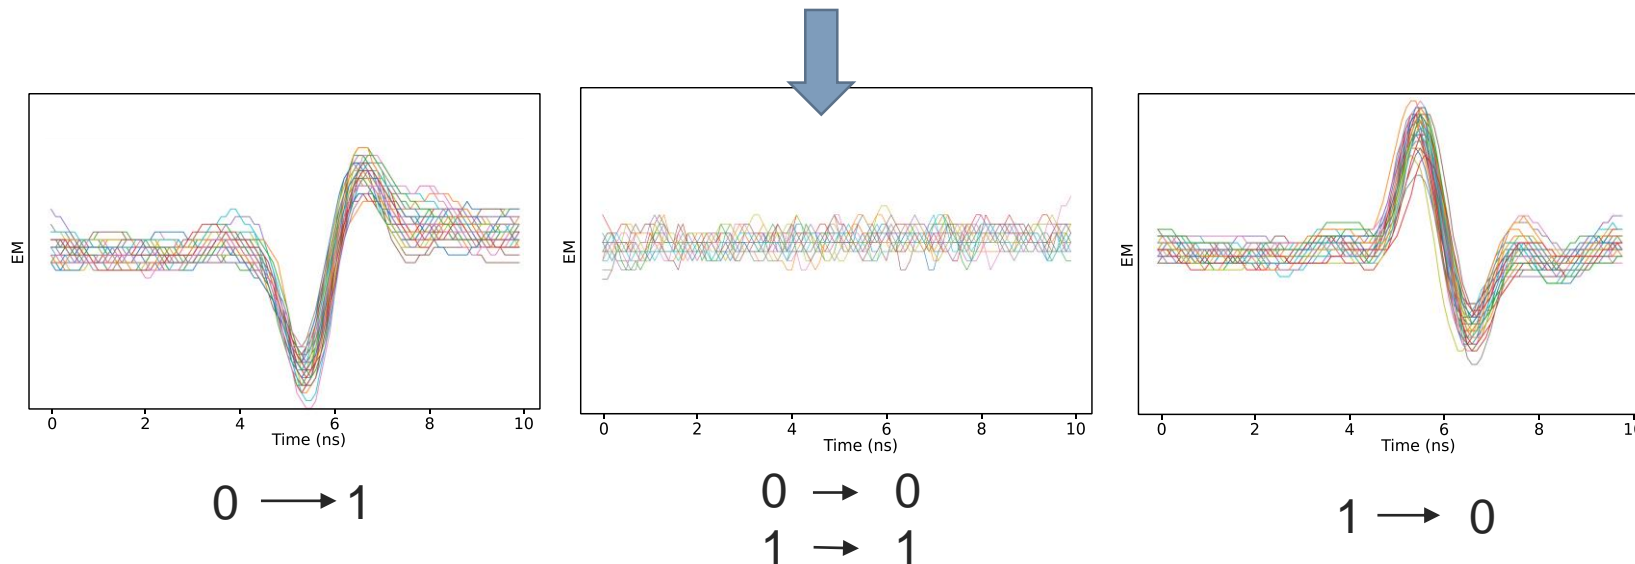 EM
0 2 4 6 8 10
Time (ns)
0 → 1
EM
0 2 4 6 8 10
Time (ns)
0 → 0
1 → 1
EM
0 2 4 6 8 1
Time (ns)
1 → 0